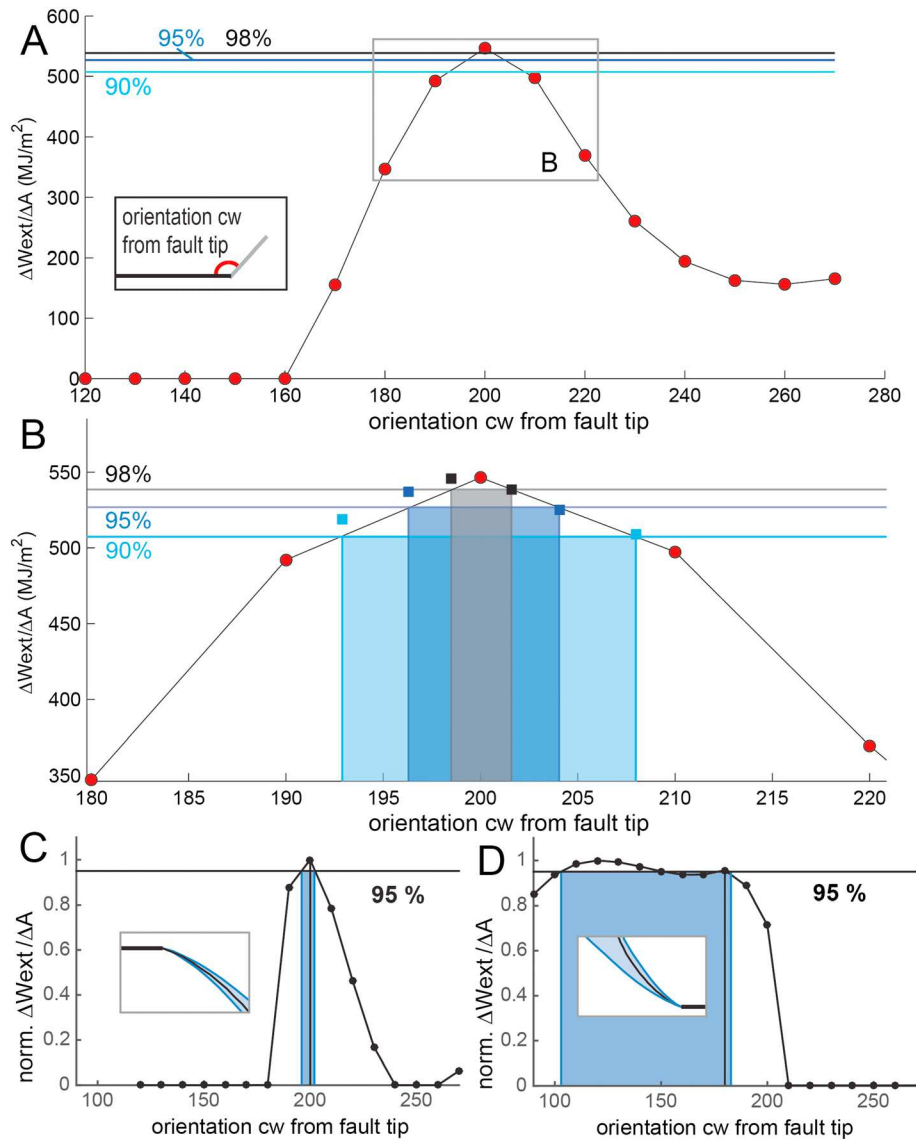 A
600
95% 98%
500
90%
400
300
200
100
0
ΔWext/ΔA (MJ/m²)
B
orientation cw
from fault tip
120 140 160 180 200 220 240 260 280
orientation cw from fault tip
B
550
98%
95%
500
90%
450
400
350
ΔWext/ΔA (MJ/m²)
180 185 190 195 200 205 210 215 220
orientation cw from fault tip
C
1
0.8
0.6
0.4
0.2
0
norm. ΔWext /ΔA
95 %
100 150 200 250
orientation cw from fault tip
D
1
0.8
0.6
0.4
0.2
0
norm. ΔWext /ΔA
95 %
100 150 200 250
orientation cw from fault tip